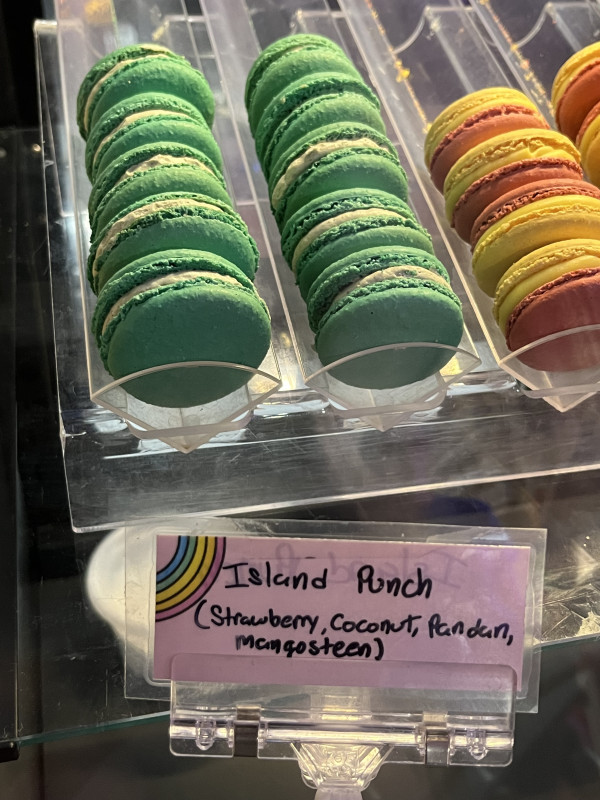 Island Punch
(Strawberry, Coconut, Pandan,
mangosteen)